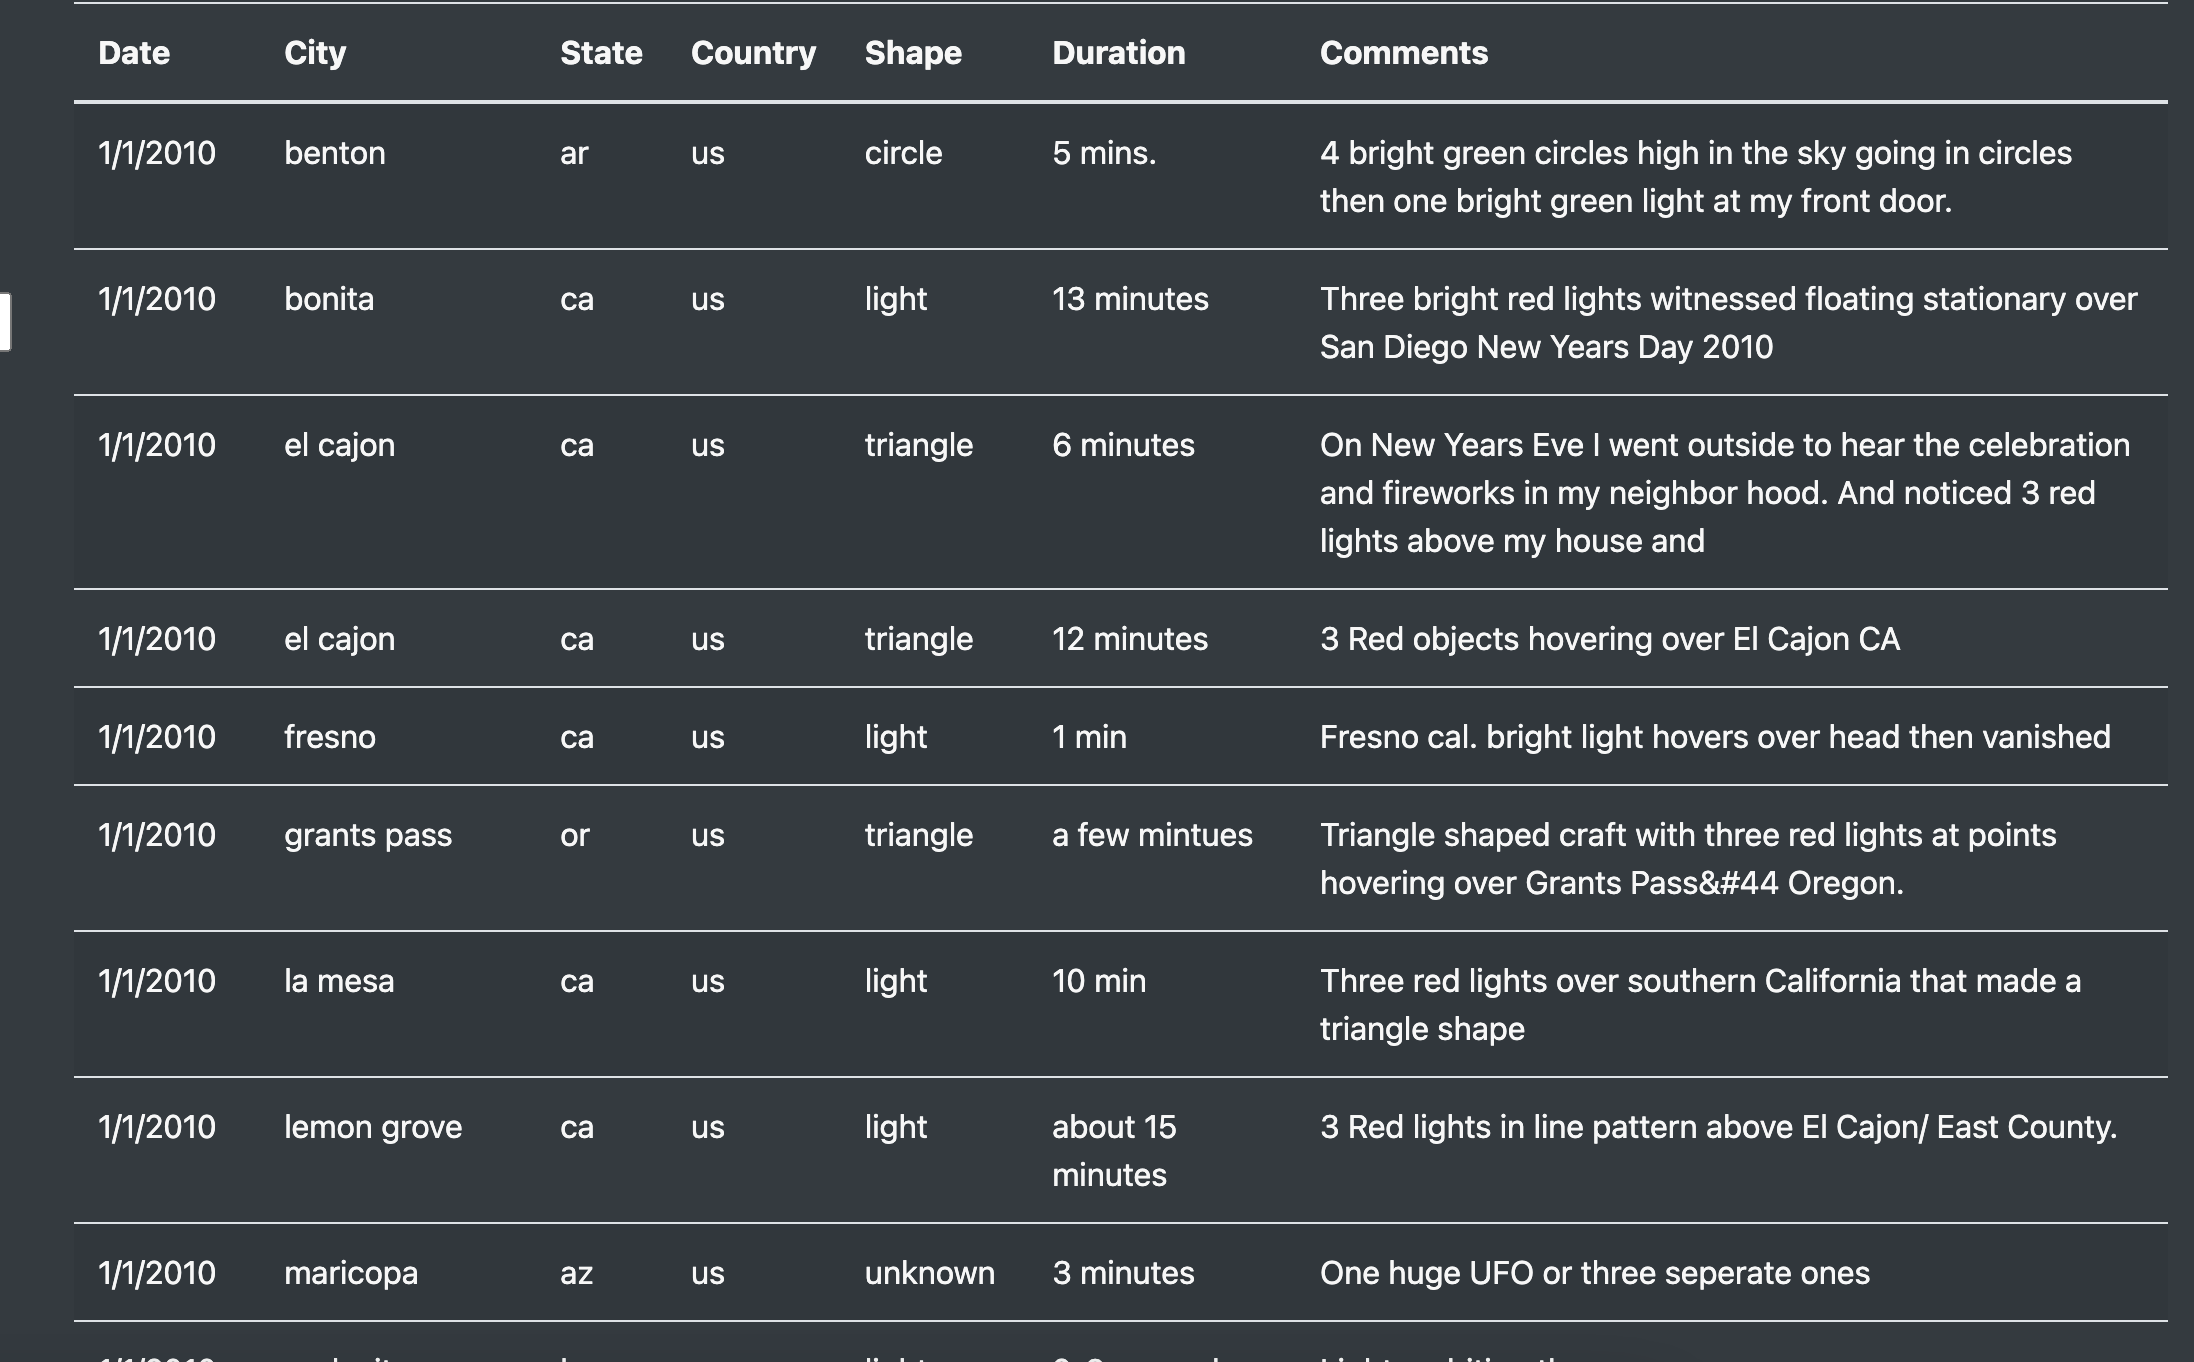 Date City State Country Shape Duration Comments
1/1/2010 benton ar us circle 5 mins. 4 bright green circles high in the sky going in circles
then one bright green light at my front door.
1/1/2010 bonita ca us light 13 minutes Three bright red lights witnessed floating stationary over
San Diego New Years Day 2010
1/1/2010 el cajon ca us triangle 6 minutes On New Years Eve I went outside to hear the celebration
and fireworks in my neighbor hood. And noticed 3 red
lights above my house and
1/1/2010 el cajon ca us triangle 12 minutes 3 Red objects hovering over El Cajon CA
1/1/2010 fresno ca us light 1 min Fresno cal. bright light hovers over head then vanished
1/1/2010 grants pass or us triangle a few mintues Triangle shaped craft with three red lights at points
hovering over Grants Pass&#44 Oregon.
1/1/2010 la mesa ca us light 10 min Three red lights over southern California that made a
triangle shape
1/1/2010 lemon grove ca us light about 15 3 Red lights in line pattern above El Cajon/ East County.
minutes
1/1/2010 maricopa az us unknown 3 minutes One huge UFO or three seperate ones